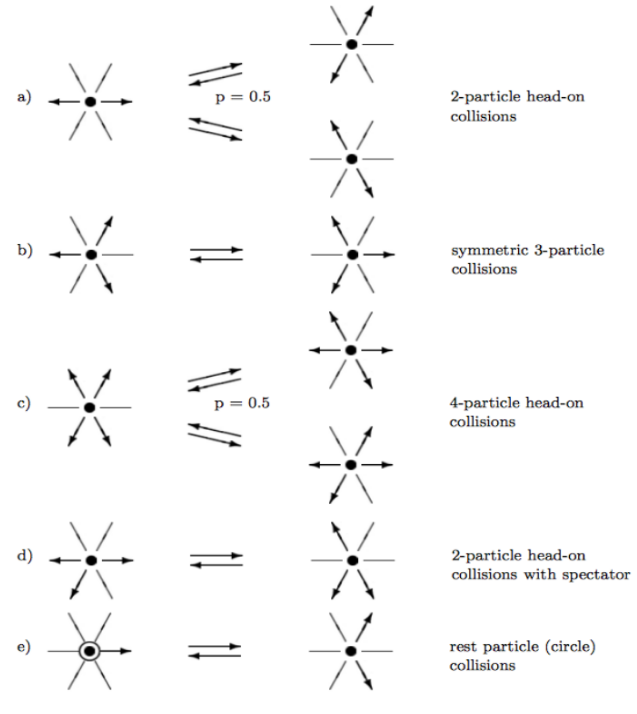 a)
p = 0.5
2-particle head-on
collisions
b)
symmetric 3-particle
collisions
c)
p = 0.5
4-particle head-on
collisions
d)
2-particle head-on
collisions with spectator
e)
rest particle (circle)
collisions